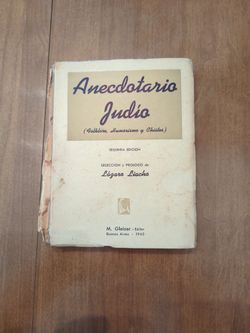 Anecdotario
Judío
(Folklore, Humorismo y Chistes)
SEGUNDA EDICION
SELECCION y PROLOGO de
Lázaro Liacho
M. Gleizer - Editor
Buenos Aires - 1945